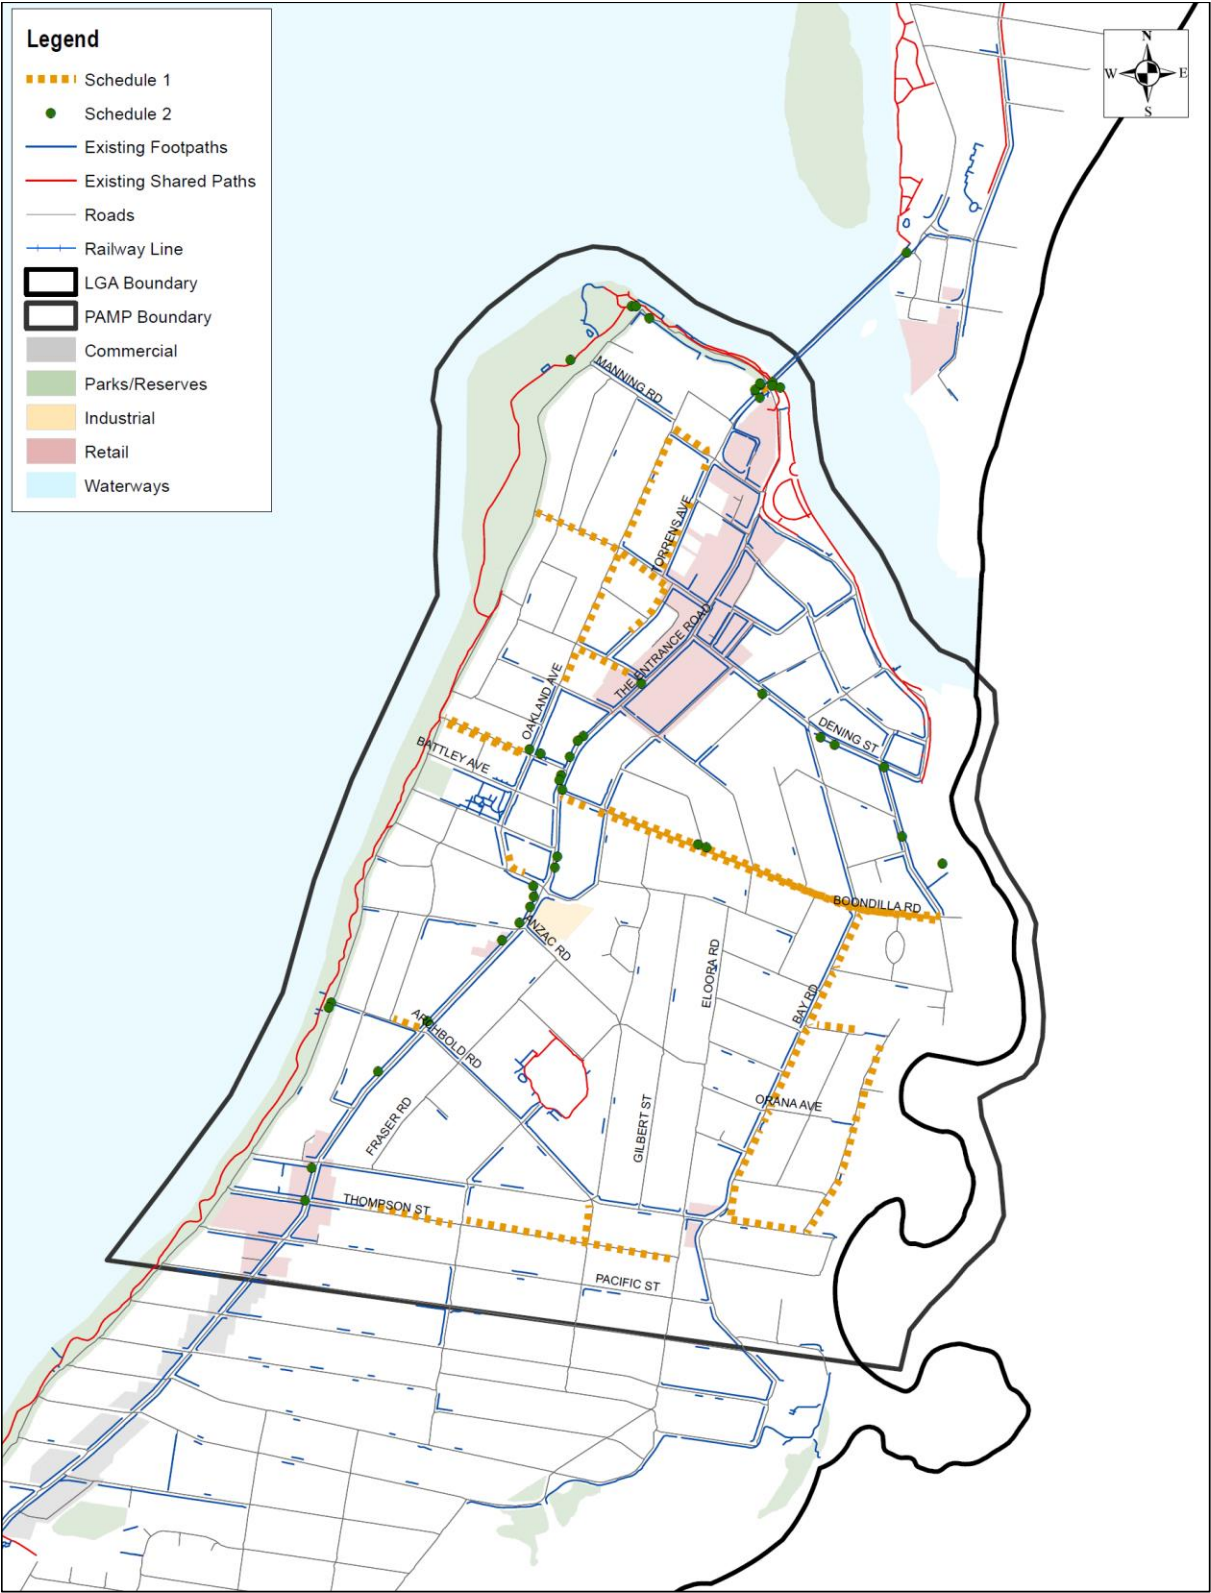 Legend
Schedule 1
Schedule 2
Existing Footpaths
Existing Shared Paths
Roads
Railway Line
LGA Boundary
PAMP Boundary
Commercial
Parks/Reserves
Industrial
Retail
Waterways
N
W E
S
MANNING RD
TORRENS AVE
THE ENTRANCE ROAD
OAKLAND AVE
DENING ST
BATTLEY AVE
BOONDILLA RD
ANZAC RD
ELOORA RD
BAY RD
ARCHBOLD RD
ORANA AVE
FRASER RD
GILBERT ST
THOMPSON ST
PACIFIC ST